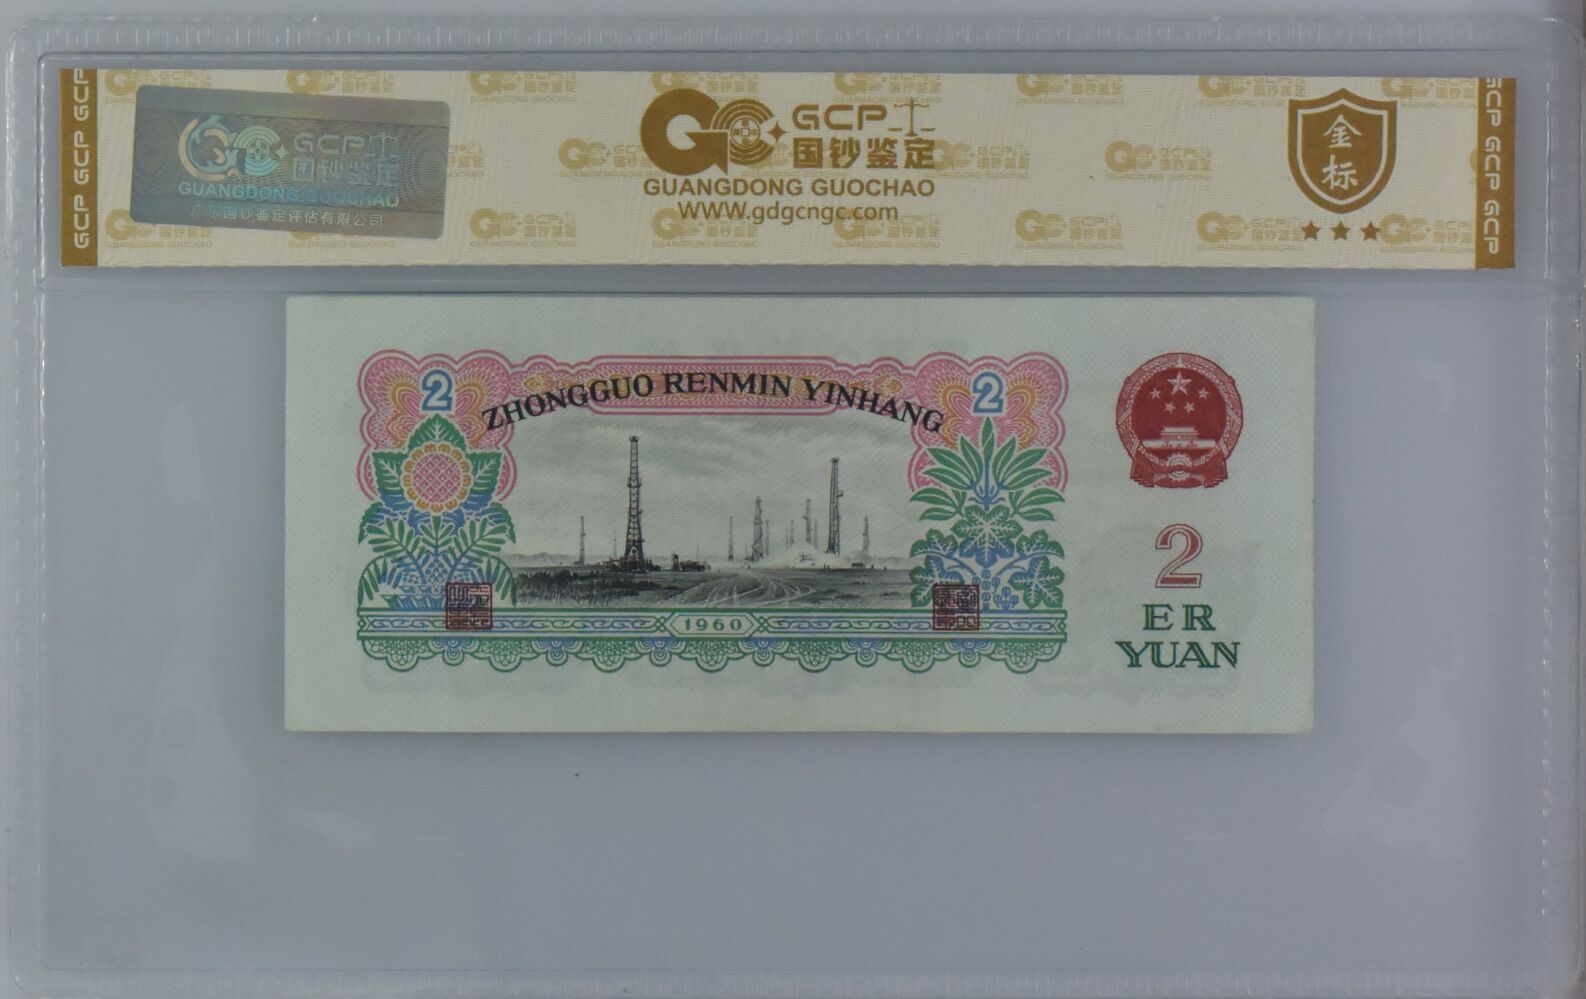 GCP GCP GCP
GCP
国钞鉴定
GUANGDONG GUOCHAO
广东国钞鉴定评估有限公司
GCP
国钞鉴定
GUANGDONG GUOCHAO
WWW.gdgcngc.com
金
标
GCP GCP GCP
ZHONGGUO RENMIN YINHANG
2
2
1960
2
ER
YUAN